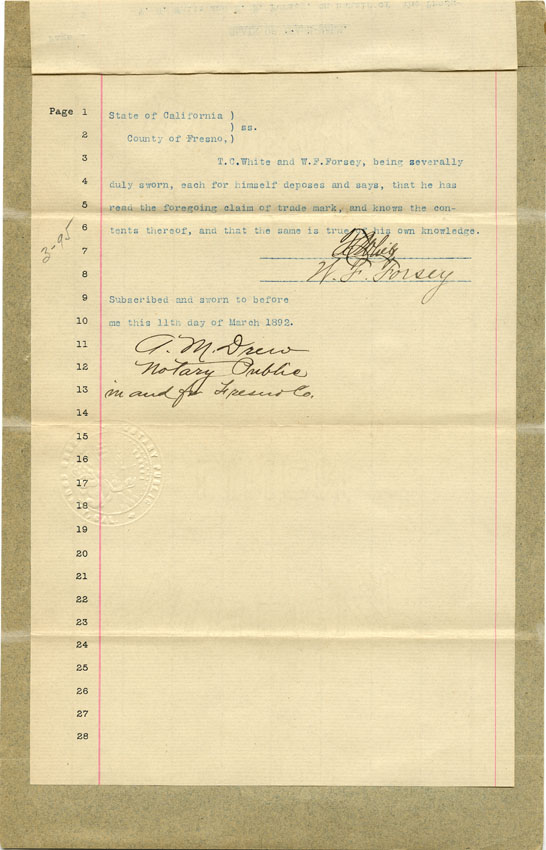 Page 1 State of California )
) ss.
2 County of Fresno,)
3 T.C.White and W.F.Forsey, being severally
4 duly sworn, each for himself deposes and says, that he has
5 read the foregoing claim of trade mark, and knows the con-
6 tents thereof, and that the same is true his own knowledge.
3-95
7 T C White
8 W. F. Forsey
9 Subscribed and sworn to before
10 me this 11th day of March 1892.
11 A. M. Drew
12 Notary Public
13 in and for Fresno Co.
14
15
16
17
18
19
20
21
22
23
24
25
26
27
28